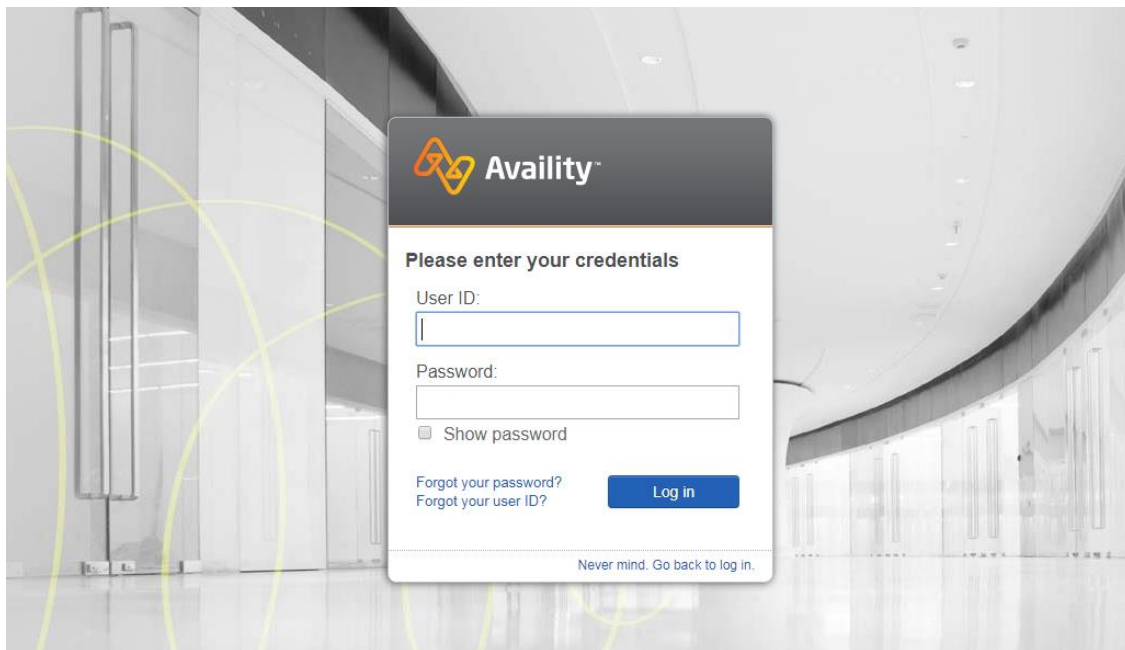 Availity™
Please enter your credentials
User ID:
Password:
Show password
Forgot your password?
Forgot your user ID?
Log in
Never mind. Go back to log in.